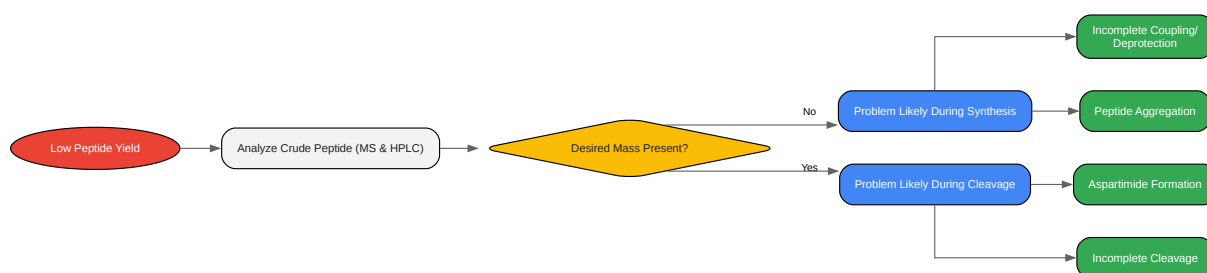 Low Peptide Yield
Analyze Crude Peptide (MS & HPLC)
Desired Mass Present?
No
Yes
Problem Likely During Synthesis
Problem Likely During Cleavage
Incomplete Coupling/
Deprotection
Peptide Aggregation
Aspartimide Formation
Incomplete Cleavage